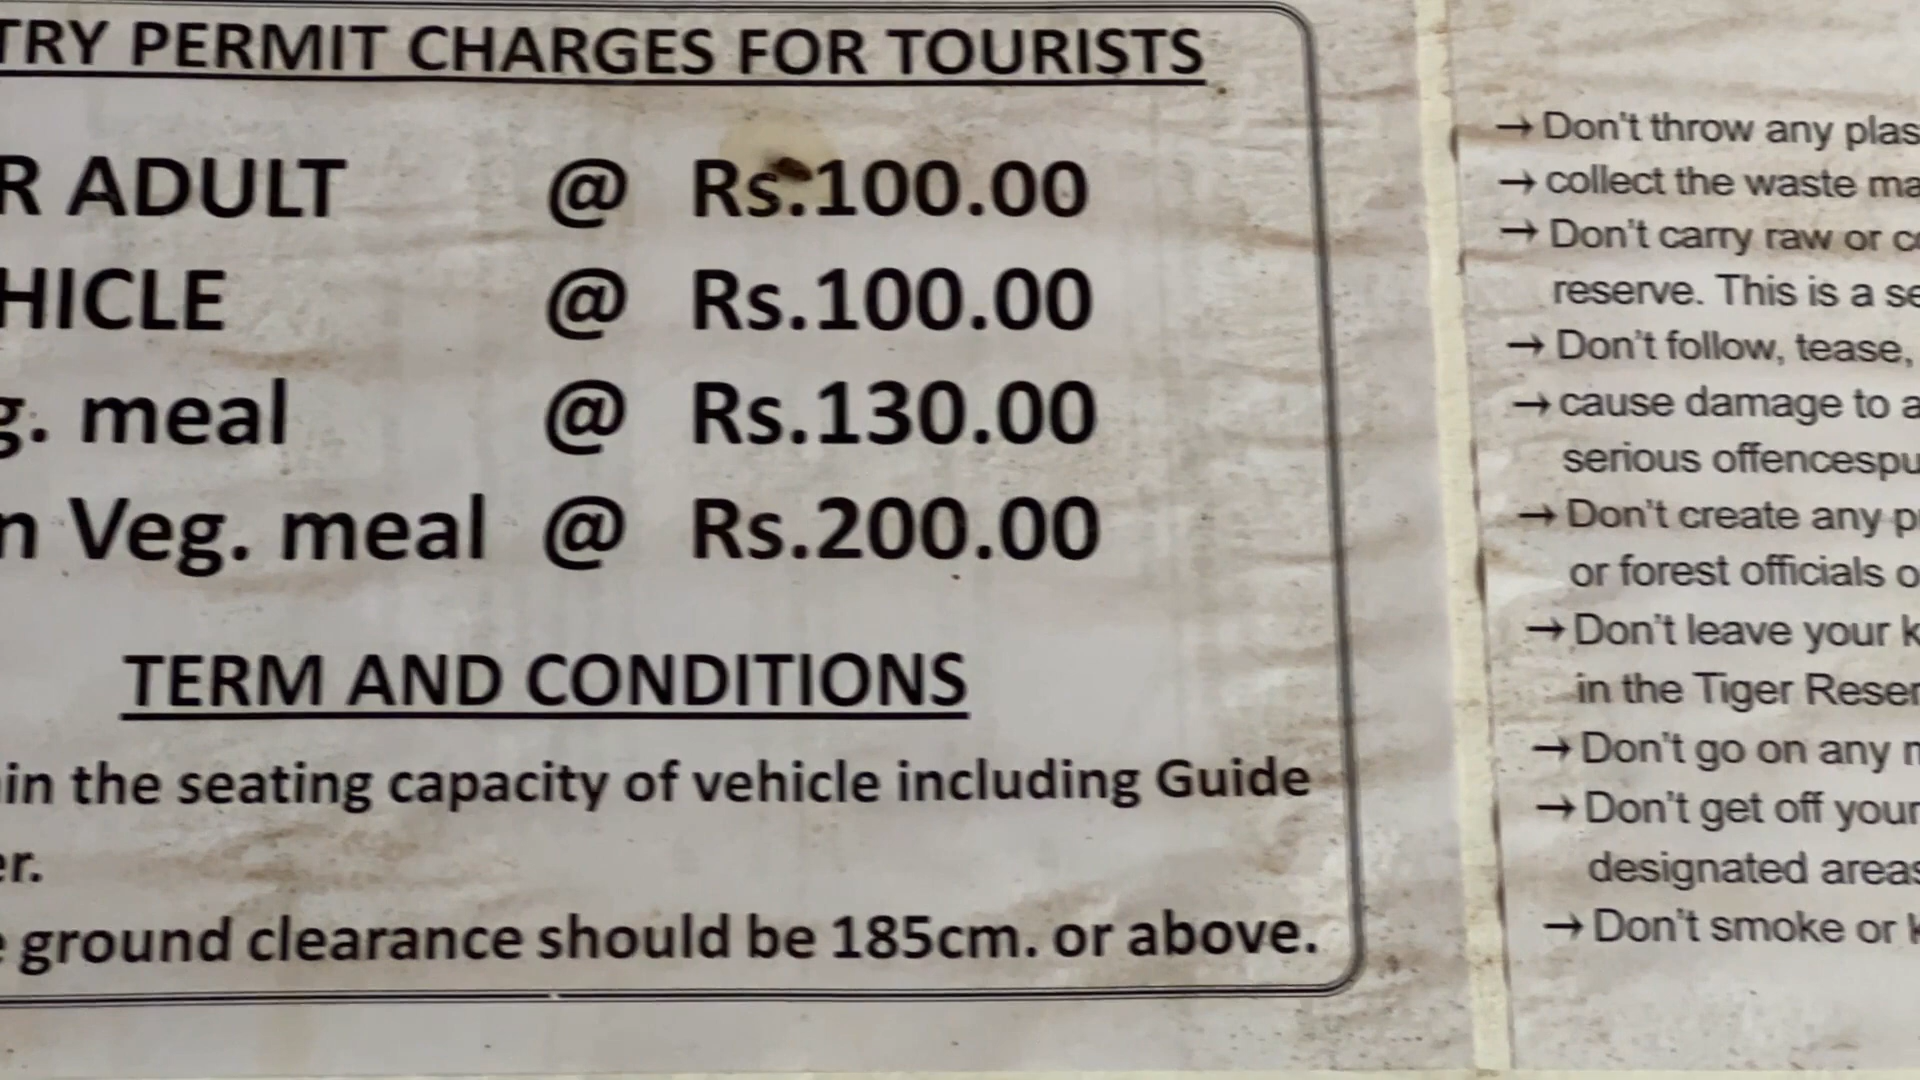 TRY PERMIT CHARGES FOR TOURISTS
R ADULT @ Rs.100.00
HICLE @ Rs.100.00
g. meal @ Rs.130.00
n Veg. meal @ Rs.200.00
TERM AND CONDITIONS
in the seating capacity of vehicle including Guide
er.
ground clearance should be 185cm. or above.
→ Don't throw any plas
→ collect the waste ma
→ Don't carry raw or co
reserve. This is a se
→ Don't follow, tease,
→ cause damage to a
serious offencespu
→ Don't create any p
or forest officials o
→ Don't leave your k
in the Tiger Reser
→ Don't go on any
→ Don't get off your
designated areas
→ Don't smoke or k